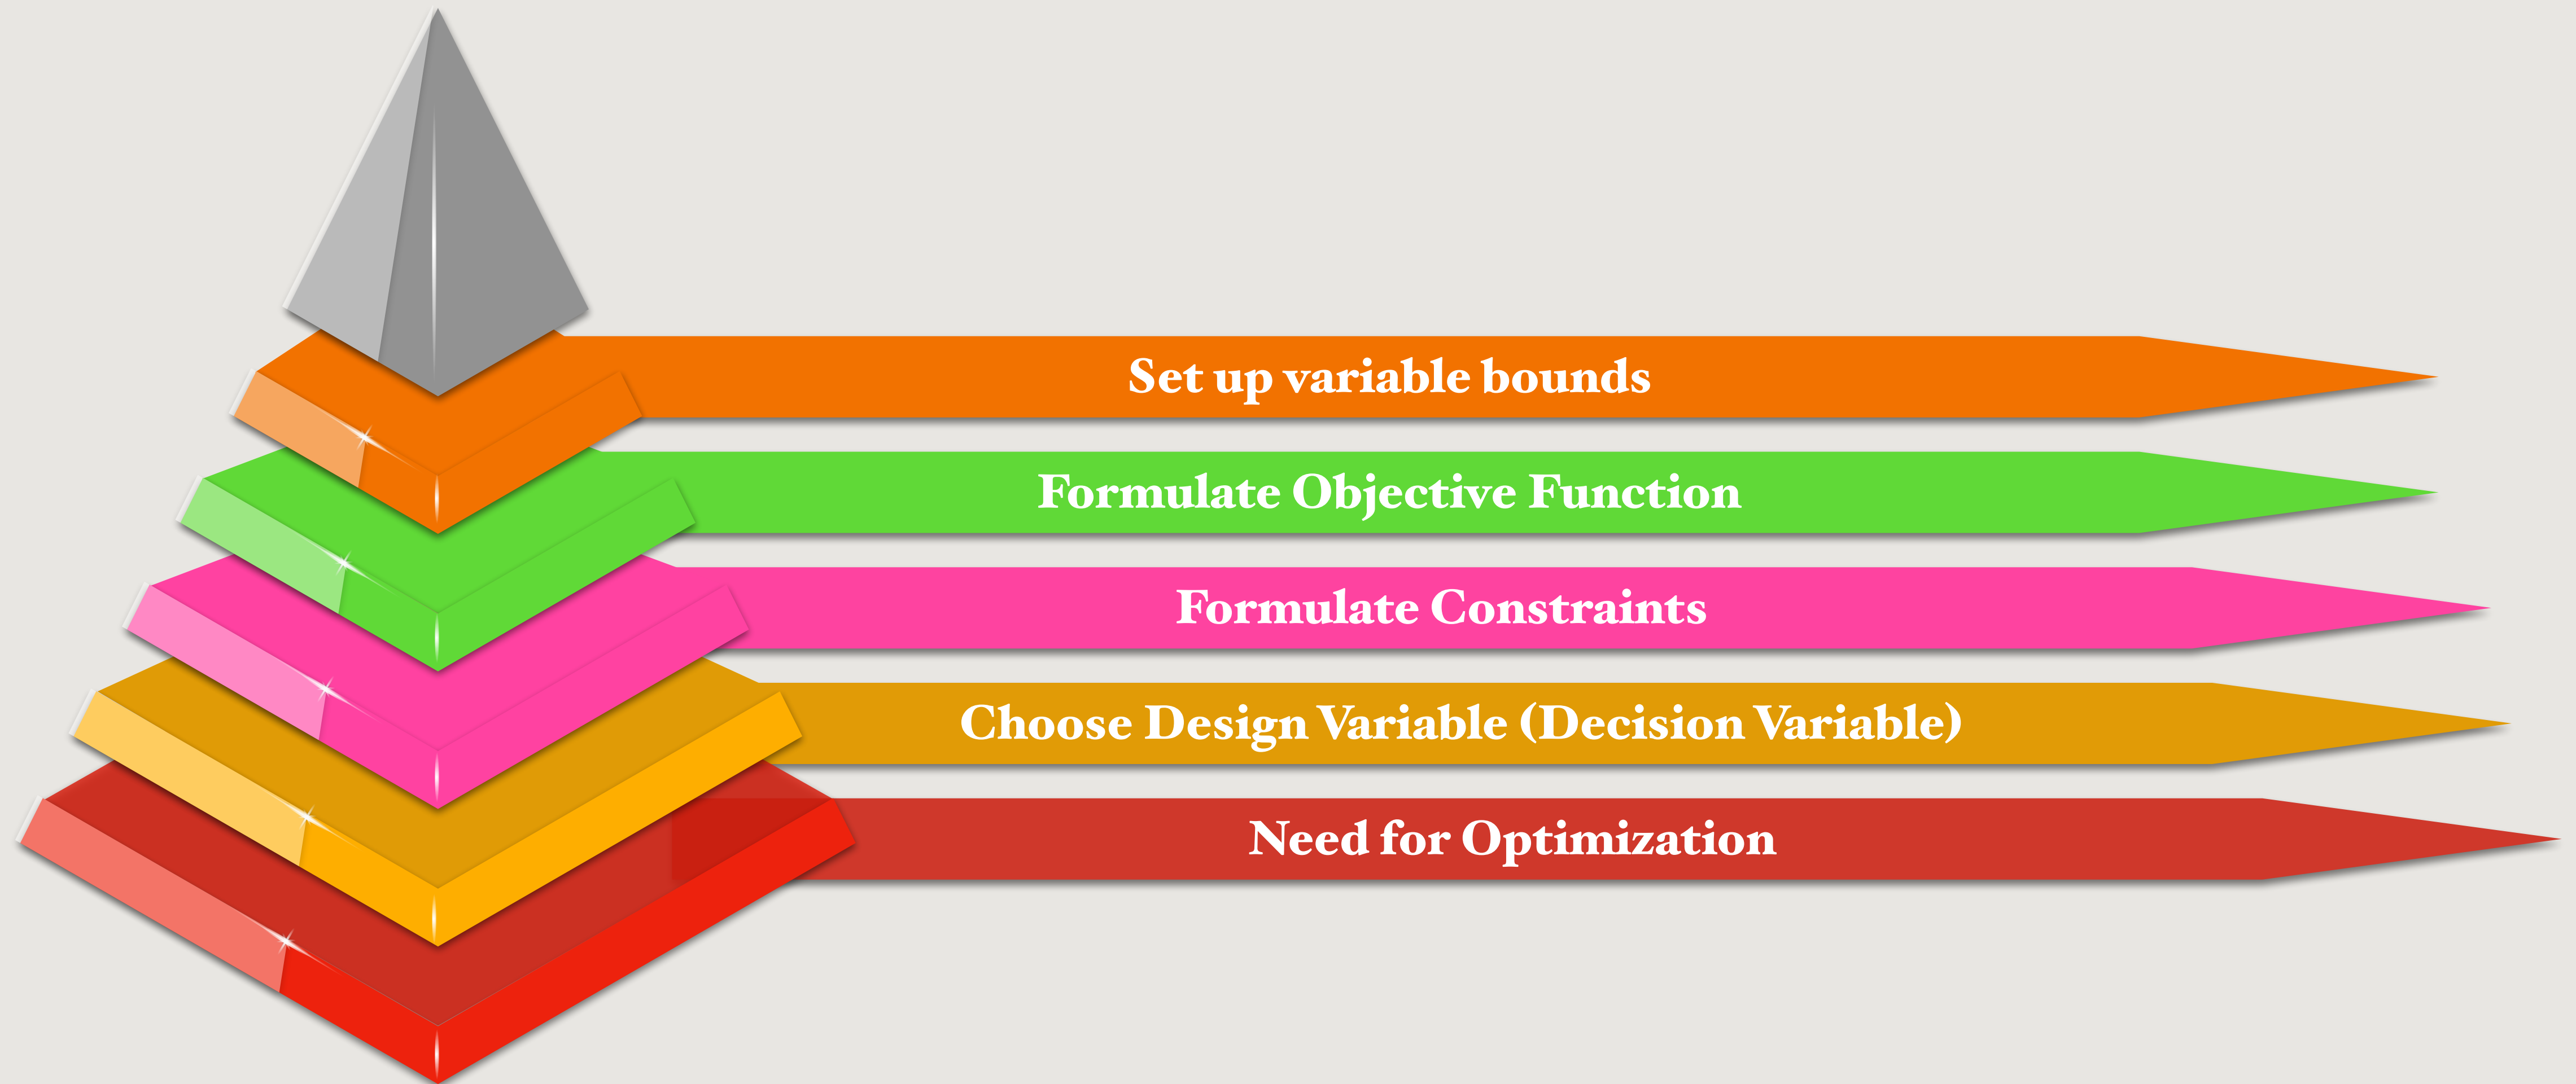 Set up variable bounds
Formulate Objective Function
Formulate Constraints
Choose Design Variable (Decision Variable)
Need for Optimization